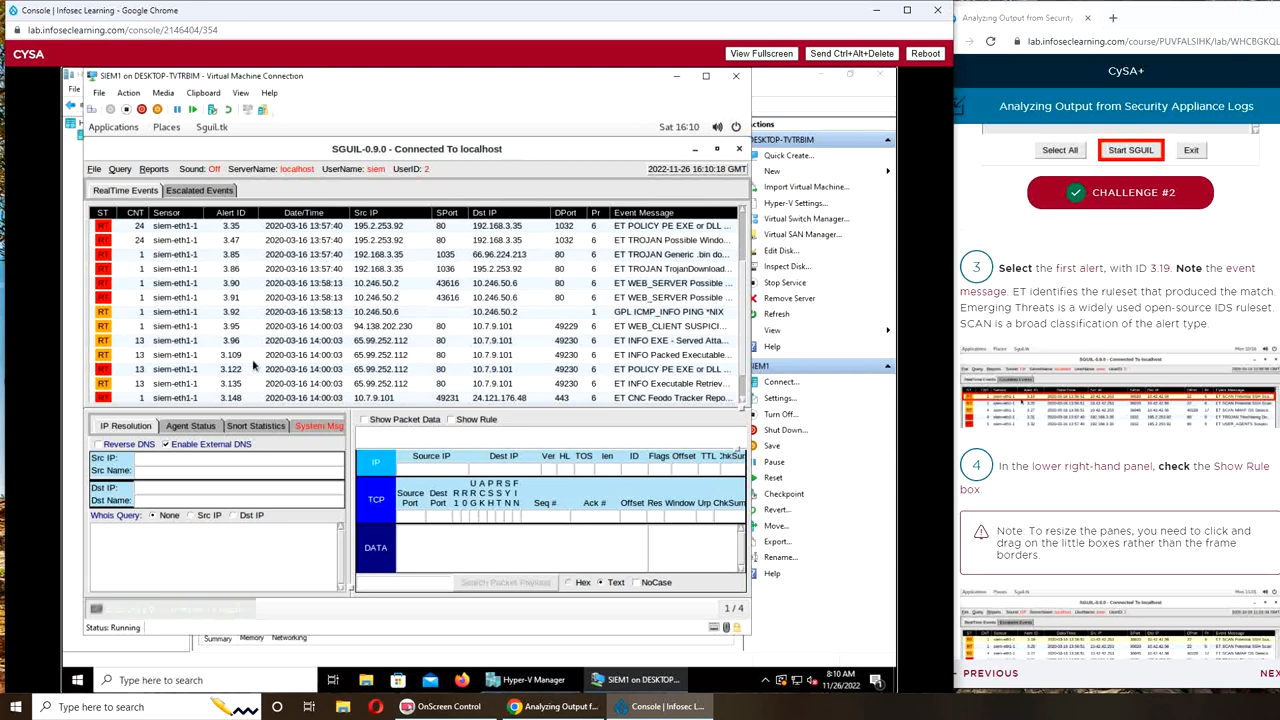 Console | Infosec Learning - Google Chrome
lab.infoseclearning.com/console/2146404/354
CYSA
View Fullscreen
Send Ctrl+Alt+Delete
Reboot
SIEM1 on DESKTOP-TVTRBIM - Virtual Machine Connection
File Action Media Clipboard View Help
Applications Places Sguil.tk
Sat 16:10
SGUIL-0.9.0 - Connected To localhost
File Query Reports Sound: Off ServerName: localhost UserName: siem UserID: 2
2022-11-26 16:10:18 GMT
RealTime Events Escalated Events
ST CNT Sensor Alert ID Date/Time Src IP SPort Dst IP DPort Pr Event Message
RT 24 siem-eth1-1 3.35 2020-03-16 13:57:40 195.2.253.92 80 192.168.3.35 1032 6 ET POLICY PE EXE or DLL ...
RT 24 siem-eth1-1 3.47 2020-03-16 13:57:40 195.2.253.92 80 192.168.3.35 1032 6 ET TROJAN Possible Windo...
RT 1 siem-eth1-1 3.85 2020-03-16 13:57:40 192.168.3.35 1035 66.96.224.213 80 6 ET TROJAN Generic .bin do...
RT 1 siem-eth1-1 3.86 2020-03-16 13:57:40 192.168.3.35 1036 195.2.253.92 80 6 ET TROJAN TrojanDownload...
RT 1 siem-eth1-1 3.90 2020-03-16 13:58:13 10.246.50.2 43616 10.246.50.6 80 6 ET WEB_SERVER Possible ...
RT 1 siem-eth1-1 3.91 2020-03-16 13:58:13 10.246.50.2 43616 10.246.50.6 80 6 ET WEB_SERVER Possible ...
RT 1 siem-eth1-1 3.92 2020-03-16 13:58:13 10.246.50.6 10.246.50.2 1 GPL ICMP_INFO PING *NIX
RT 1 siem-eth1-1 3.95 2020-03-16 14:00:03 94.138.202.230 80 10.7.9.101 49229 6 ET WEB_CLIENT SUSPICI...
RT 13 siem-eth1-1 3.96 2020-03-16 14:00:03 65.99.252.112 80 10.7.9.101 49230 6 ET INFO EXE - Served Atta...
RT 13 siem-eth1-1 3.109 2020-03-16 14:00:03 65.99.252.112 80 10.7.9.101 49230 6 ET INFO Packed Executable...
RT 13 siem-eth1-1 3.122 2020-03-16 14:00:03 65.99.252.112 80 10.7.9.101 49230 6 ET POLICY PE EXE or DLL ...
RT 13 siem-eth1-1 3.135 2020-03-16 14:00:03 65.99.252.112 80 10.7.9.101 49230 6 ET INFO Executable Retriev...
RT 1 siem-eth1-1 3.148 2020-03-16 14:00:03 10.7.9.101 49231 24.121.176.48 443 6 ET CNC Feodo Tracker Repo...
IP Resolution Agent Status Snort Statistics System Msg
Show Packet Data Show Rule
Reverse DNS Enable External DNS
Src IP:
Src Name:
Dst IP:
Dst Name:
Whois Query: None Src IP Dst IP
IP Source IP Dest IP Ver HL TOS len ID Flags Offset TTL ChkSum
U A P R S F
TCP Source Dest R R R C S S Y I
Port Port 1 0 G K H T N N Seq # Ack # Offset Res Window Urp ChkSum
DATA
Search Packet Payload Hex Text NoCase
1 / 4
Status: Running
Summary Memory Networking
DESKTOP-TVTRBIM
Quick Create...
New
Import Virtual Machine...
Hyper-V Settings...
Virtual Switch Manager...
Virtual SAN Manager...
Edit Disk...
Inspect Disk...
Stop Service
Remove Server
Refresh
View
Help
Connect...
Settings...
Turn Off...
Shut Down...
Save
Pause
Reset
Checkpoint
Revert...
Move...
Export...
Rename...
Help
Type here to search
Hyper-V Manager
SIEM1 on DESKTO...
8:10 AM
11/26/2022
Analyzing Output from Security
lab.infoseclearning.com/course/PUVFALSIHK/lab/WHCBGKQL
CySA+
Analyzing Output from Security Appliance Logs
Select All Start SGUIL Exit
CHALLENGE #2
3 Select the first alert, with ID 3.19. Note the event
message. ET identifies the ruleset that produced the match.
Emerging Threats is a widely used open-source IDS ruleset.
SCAN is a broad classification of the alert type.
4 In the lower right-hand panel, check the Show Rule
box.
Note: To resize the panes, you need to click and
drag on the little boxes rather than the frame
borders.
PREVIOUS
NEX
Type here to search
OnScreen Control
Analyzing Output f...
Console | Infosec L...